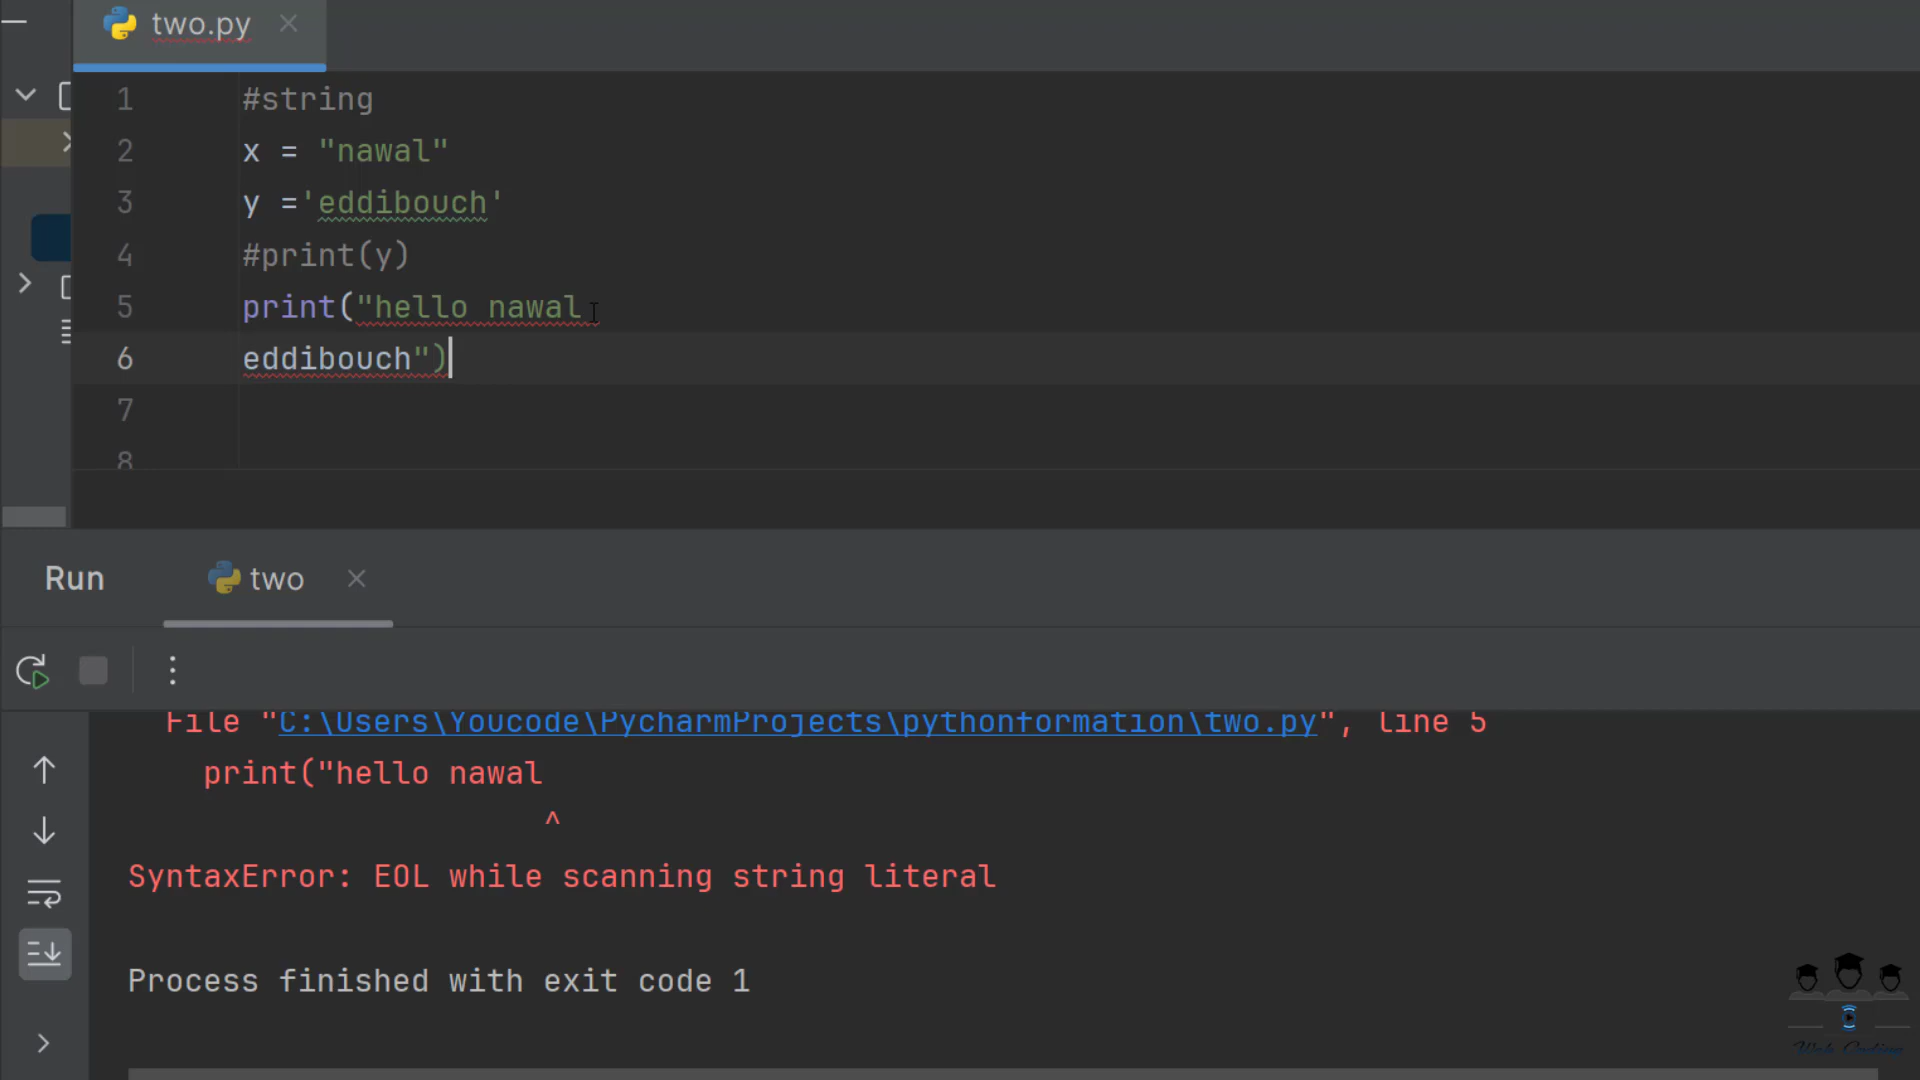 two.py
1 #string
2 x = "nawal"
3 y ='eddibouch'
4 #print(y)
5 print("hello nawal
6 eddibouch")
7
8
Run two
File "C:\Users\Youcode\PycharmProjects\pythonformation\two.py", line 5
print("hello nawal
^
SyntaxError: EOL while scanning string literal
Process finished with exit code 1
Web Coding